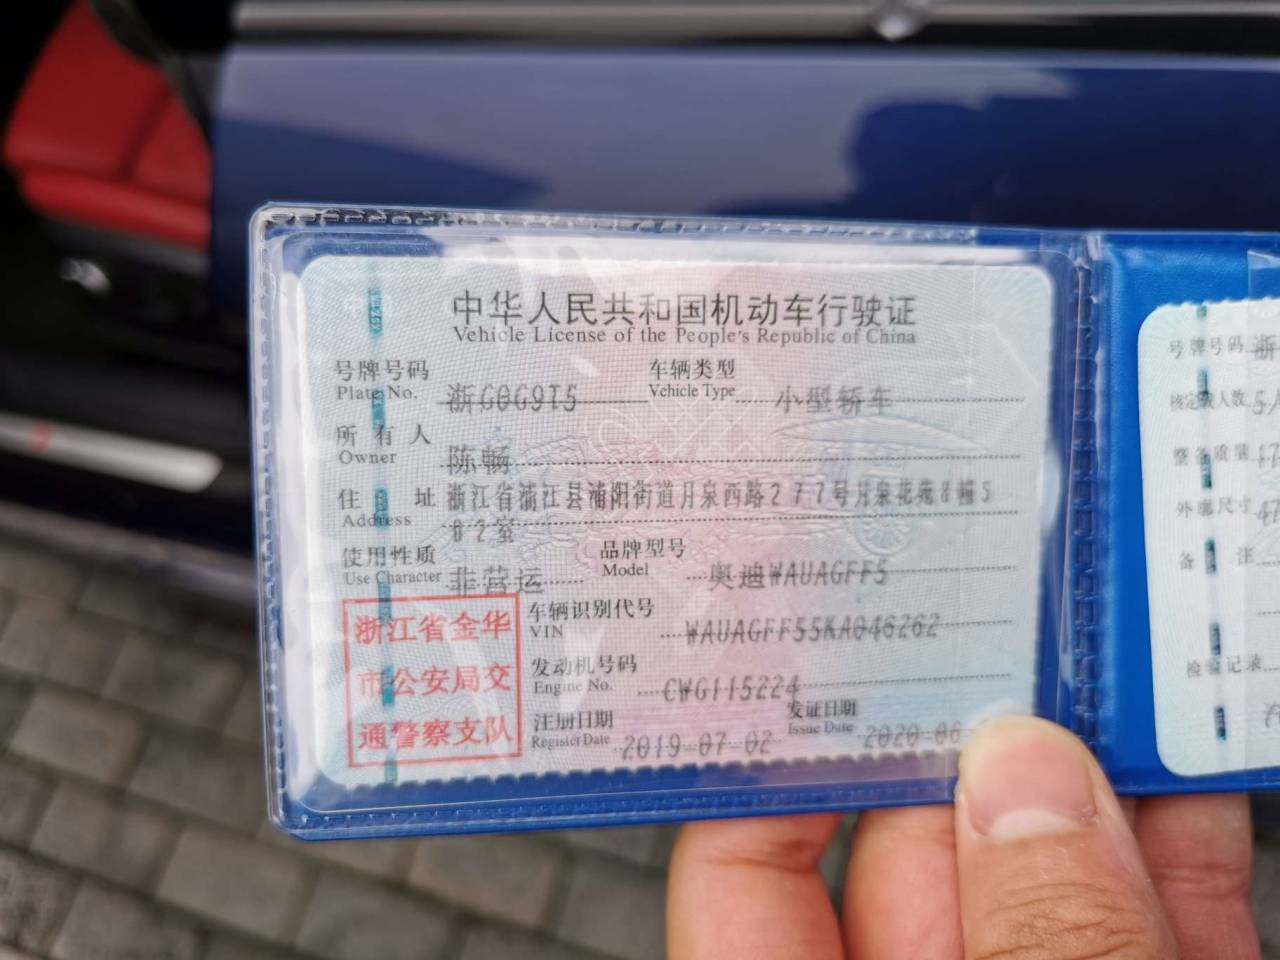 中华人民共和国机动车行驶证
Vehicle License of the People's Republic of China
号牌号码 浙G0G9T5 车辆类型 小型轿车
Plate No. Vehicle Type
所有人 陈畅
Owner
住址 浙江省浦江县浦阳街道月泉西路277号月泉花苑8幢5
Address 02室
使用性质 非营运 品牌型号 奥迪WAUAGFF5
Use Character Model
浙江省金华
市公安局交
通警察支队
车辆识别代号 WAUAGFF55KA046262
VIN
发动机号码 CWG115224
Engine No.
注册日期 2019-07-02 发证日期 2020-06
Register Date Issue Date
号牌号码 浙
核定载人数 5
整备质量 17
外廓尺寸 47
备注
检验记录